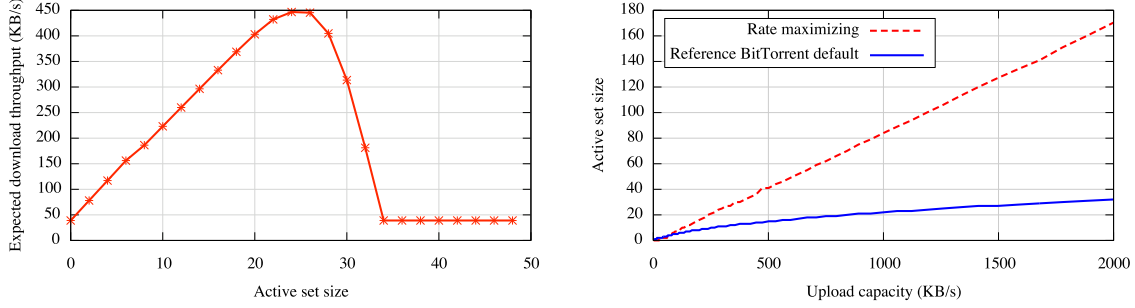 Expected download throughput (KB/s)
450
400
350
300
250
200
150
100
50
0
0 10 20 30 40 50
Active set size
Active set size
180
160
140
120
100
80
60
40
20
0
Rate maximizing
Reference BitTorrent default
0 500 1000 1500 2000
Upload capacity (KB/s)